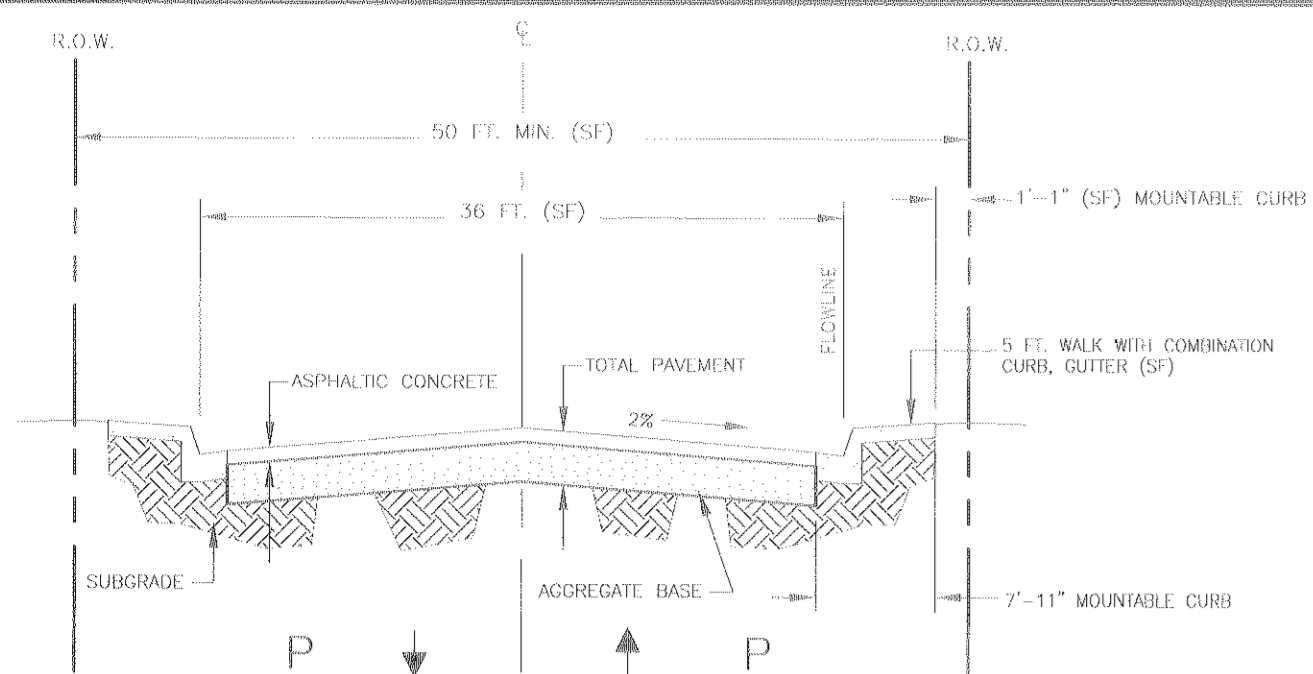 ℄
R.O.W.
R.O.W.
50 FT. MIN. (SF)
36 FT. (SF)
1'-1" (SF) MOUNTABLE CURB
FLOWLINE
5 FT. WALK WITH COMBINATION
CURB, GUTTER (SF)
ASPHALTIC CONCRETE
TOTAL PAVEMENT
2%
SUBGRADE
AGGREGATE BASE
7'-11" MOUNTABLE CURB
P
P